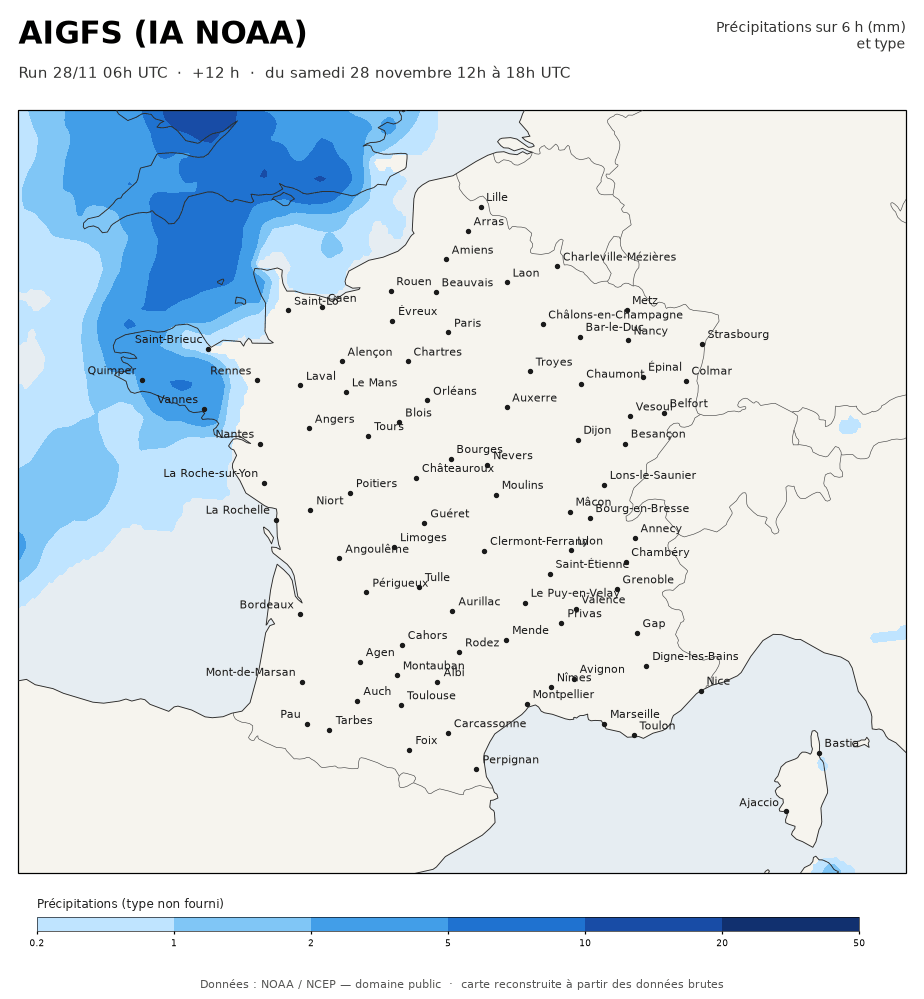 AIGFS (IA NOAA)
Précipitations sur 6 h (mm)
et type
Run 28/11 06h UTC · +12 h · du samedi 28 novembre 12h à 18h UTC
Lille
Arras
Amiens
Charleville-Mézières
Laon
Rouen
Beauvais
Saint-Lô
Caen
Metz
Évreux
Châlons-en-Champagne
Paris
Bar-le-Duc
Nancy
Strasbourg
Saint-Brieuc
Alençon
Chartres
Troyes
Épinal
Quimper
Rennes
Laval
Le Mans
Chaumont
Colmar
Vannes
Orléans
Auxerre
Blois
Vesoul
Belfort
Angers
Tours
Nantes
Dijon
Besançon
Bourges
Nevers
La Roche-sur-Yon
Châteauroux
Lons-le-Saunier
Poitiers
Moulins
Niort
La Rochelle
Mâcon
Bourg-en-Bresse
Guéret
Annecy
Limoges
Angoulême
Clermont-Ferrand
Lyon
Chambéry
Saint-Étienne
Périgueux
Tulle
Grenoble
Le Puy-en-Velay
Valence
Bordeaux
Aurillac
Privas
Cahors
Mende
Gap
Rodez
Agen
Digne-les-Bains
Mont-de-Marsan
Montauban
Albi
Avignon
Nîmes
Nice
Auch
Toulouse
Montpellier
Pau
Tarbes
Carcassonne
Marseille
Toulon
Foix
Perpignan
Bastia
Ajaccio
Précipitations (type non fourni)
0.2 1 2 5 10 20 50
Données : NOAA / NCEP — domaine public · carte reconstruite à partir des données brutes